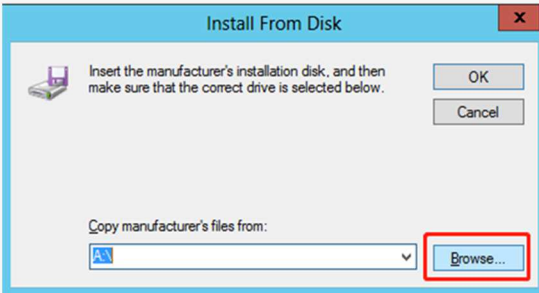 Install From Disk
x
Insert the manufacturer's installation disk, and then
make sure that the correct drive is selected below.
OK
Cancel
Copy manufacturer's files from:
A:\
Browse...